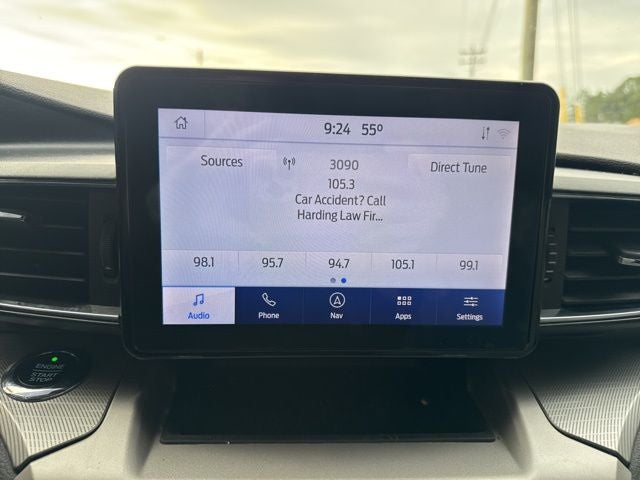 9:24 55°
Sources
3090
Direct Tune
105.3
Car Accident? Call
Harding Law Fir...
98.1 95.7 94.7 105.1 99.1
Audio Phone Nav Apps Settings
ENGINE
START
STOP